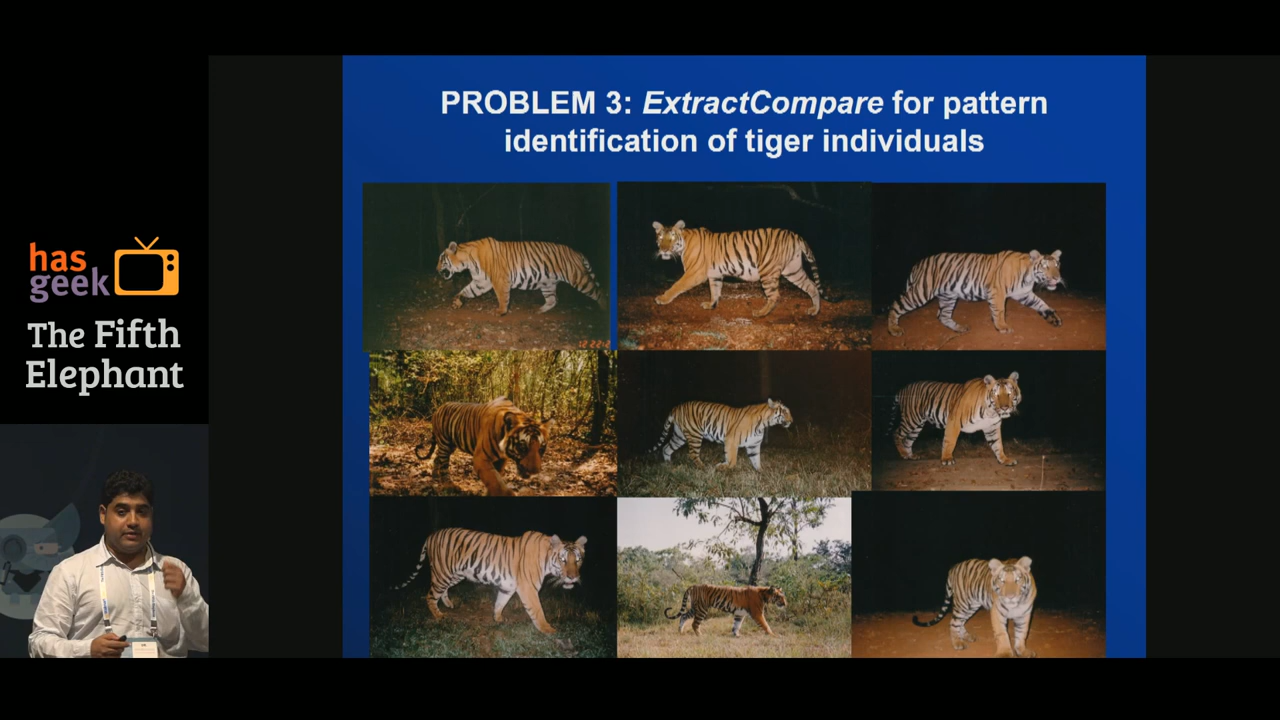 PROBLEM 3: ExtractCompare for pattern
identification of tiger individuals
has
geek
The Fifth
Elephant